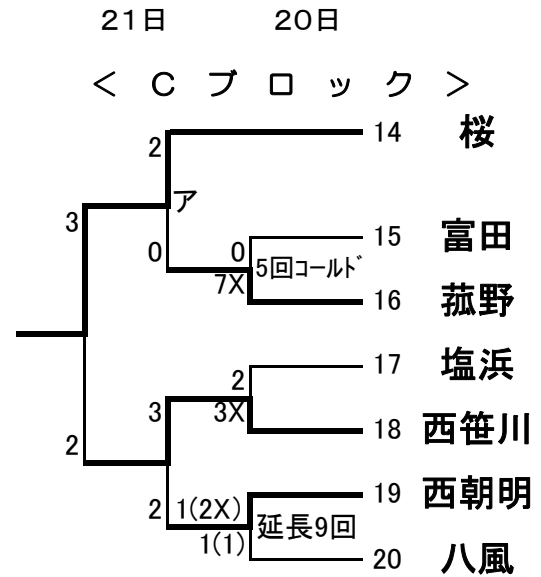 21日 20日
＜ Ｃ ブ ロ ッ ク ＞
2 14 桜
3 ア
0 0 15 富田
5回コールド
7X 16 菰野
17 塩浜
2
3 3X 18 西笹川
2
2 1(2X) 19 西朝明
延長9回
1(1) 20 八風